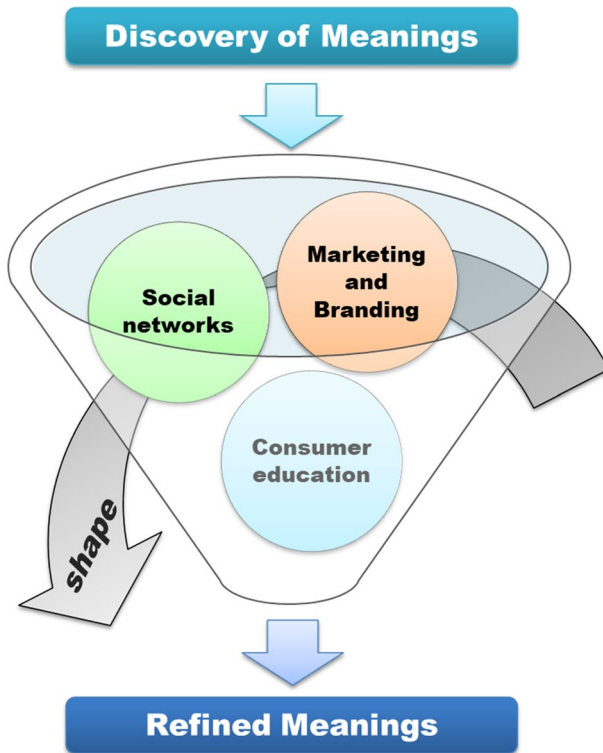 Discovery of Meanings
Marketing
and
Branding
Social
networks
Consumer
education
shape
Refined Meanings